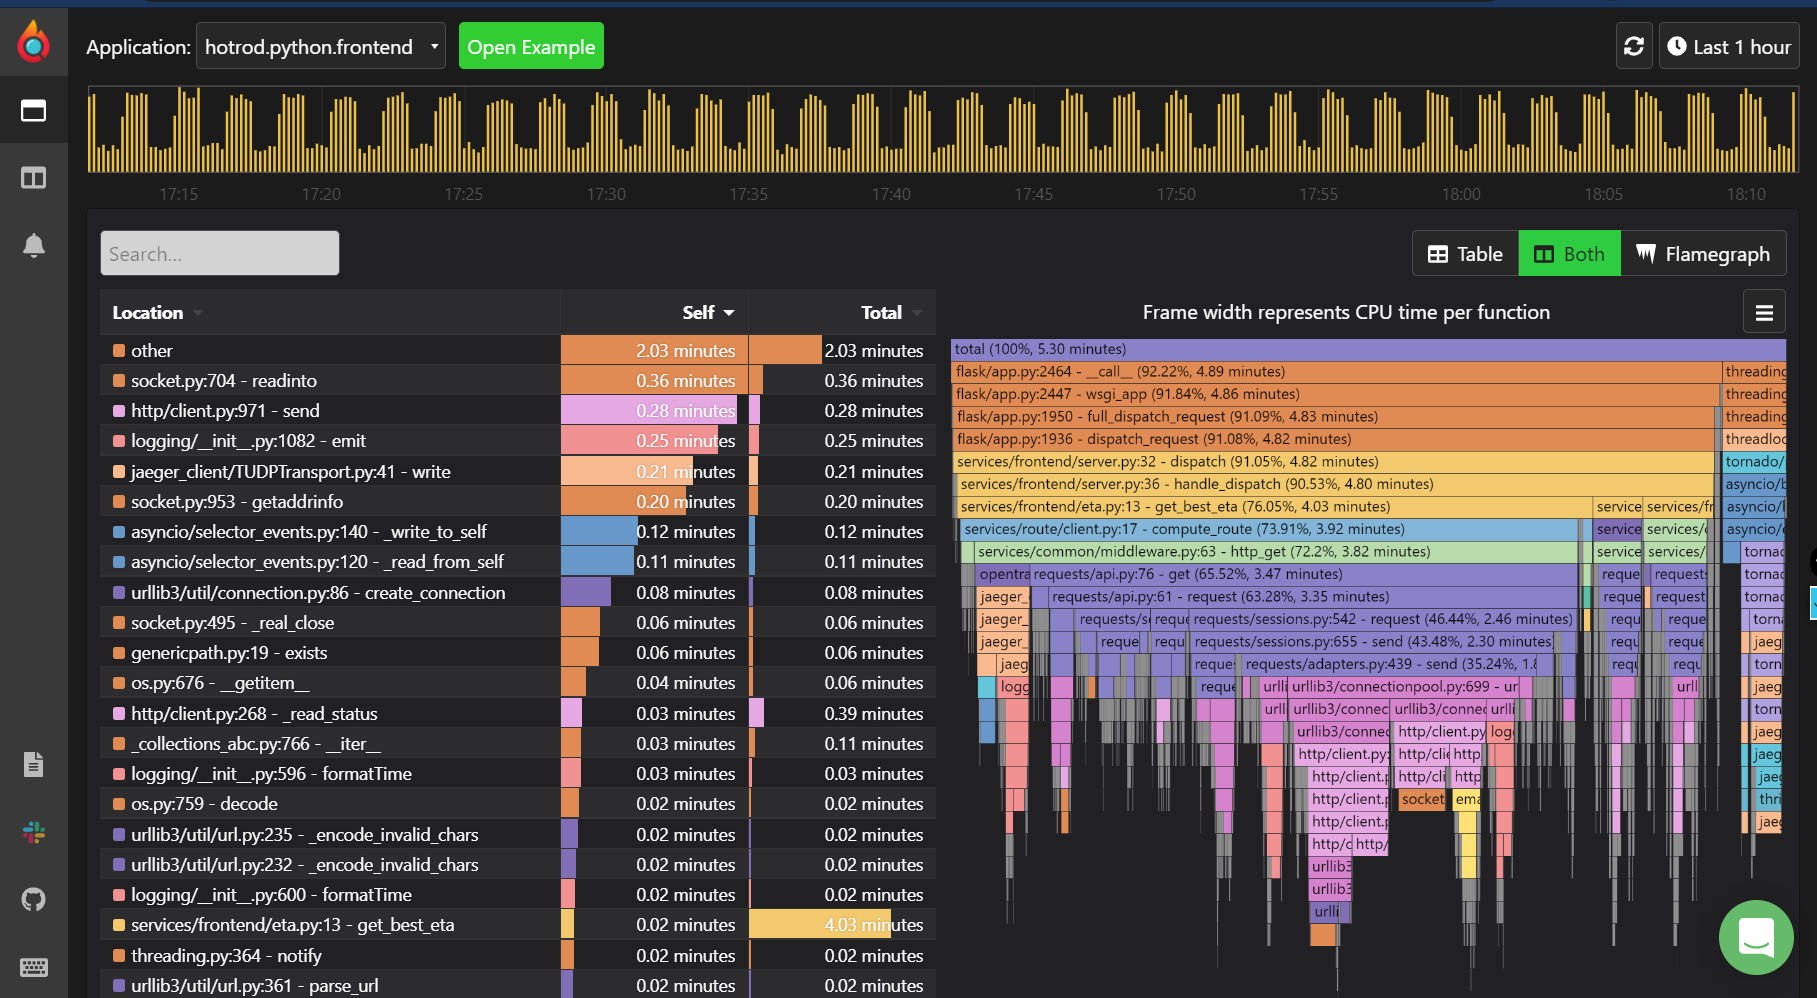 Application:
hotrod.python.frontend
Open Example
Last 1 hour
17:15 17:20 17:25 17:30 17:35 17:40 17:45 17:50 17:55 18:00 18:05 18:10
Search...
Table Both Flamegraph
Location Self Total
other 2.03 minutes 2.03 minutes
socket.py:704 - readinto 0.36 minutes 0.36 minutes
http/client.py:971 - send 0.28 minutes 0.28 minutes
logging/__init__.py:1082 - emit 0.25 minutes 0.25 minutes
jaeger_client/TUDPTransport.py:41 - write 0.21 minutes 0.21 minutes
socket.py:953 - getaddrinfo 0.20 minutes 0.20 minutes
asyncio/selector_events.py:140 - _write_to_self 0.12 minutes 0.12 minutes
asyncio/selector_events.py:120 - _read_from_self 0.11 minutes 0.11 minutes
urllib3/util/connection.py:86 - create_connection 0.08 minutes 0.08 minutes
socket.py:495 - _real_close 0.06 minutes 0.06 minutes
genericpath.py:19 - exists 0.06 minutes 0.06 minutes
os.py:676 - __getitem__ 0.04 minutes 0.06 minutes
http/client.py:268 - _read_status 0.03 minutes 0.39 minutes
_collections_abc.py:766 - __iter__ 0.03 minutes 0.11 minutes
logging/__init__.py:596 - formatTime 0.03 minutes 0.03 minutes
os.py:759 - decode 0.02 minutes 0.02 minutes
urllib3/util/url.py:235 - _encode_invalid_chars 0.02 minutes 0.02 minutes
urllib3/util/url.py:232 - _encode_invalid_chars 0.02 minutes 0.02 minutes
logging/__init__.py:600 - formatTime 0.02 minutes 0.02 minutes
services/frontend/eta.py:13 - get_best_eta 0.02 minutes 4.03 minutes
threading.py:364 - notify 0.02 minutes 0.02 minutes
urllib3/util/url.py:361 - parse_url 0.02 minutes 0.02 minutes
Frame width represents CPU time per function
total (100%, 5.30 minutes)
flask/app.py:2464 - __call__ (92.22%, 4.89 minutes) threading
flask/app.py:2447 - wsgi_app (91.84%, 4.86 minutes) threading
flask/app.py:1950 - full_dispatch_request (91.09%, 4.83 minutes) threading
flask/app.py:1936 - dispatch_request (91.08%, 4.82 minutes) threadloo
services/frontend/server.py:32 - dispatch (91.05%, 4.82 minutes) tornado/
services/frontend/server.py:36 - handle_dispatch (90.53%, 4.80 minutes) asyncio/b
services/frontend/eta.py:13 - get_best_eta (76.05%, 4.03 minutes) service services/fr asyncio/
services/route/client.py:17 - compute_route (73.91%, 3.92 minutes) service services/ asyncio/
services/common/middleware.py:63 - http_get (72.2%, 3.82 minutes) service services/ tornac
opentra requests/api.py:76 - get (65.52%, 3.47 minutes) reque request tornac
jaeger_ requests/api.py:61 - request (63.28%, 3.35 minutes) reque request tornac
jaeger_ requests/s requ requests/sessions.py:542 - request (46.44%, 2.46 minutes) requ reque torn
jaeger_ reque requ requests/sessions.py:655 - send (43.48%, 2.30 minutes) requ reque jaeg
jaeg reque requests/adapters.py:439 - send (35.24%, 1.8 requ requ torn
logg reque urlli urllib3/connectionpool.py:699 - ur urll jaeg
urll urllib3/connec urllib3/connec urlli torn
urllib3/connec http/client.py log jaeg
http/client.py: http/clie http jaeg
http/client.p http/cli http jae
http/client.p socket ema thri
http/client.p jaeg
http/c http/
urllib3
urllib3
urlli